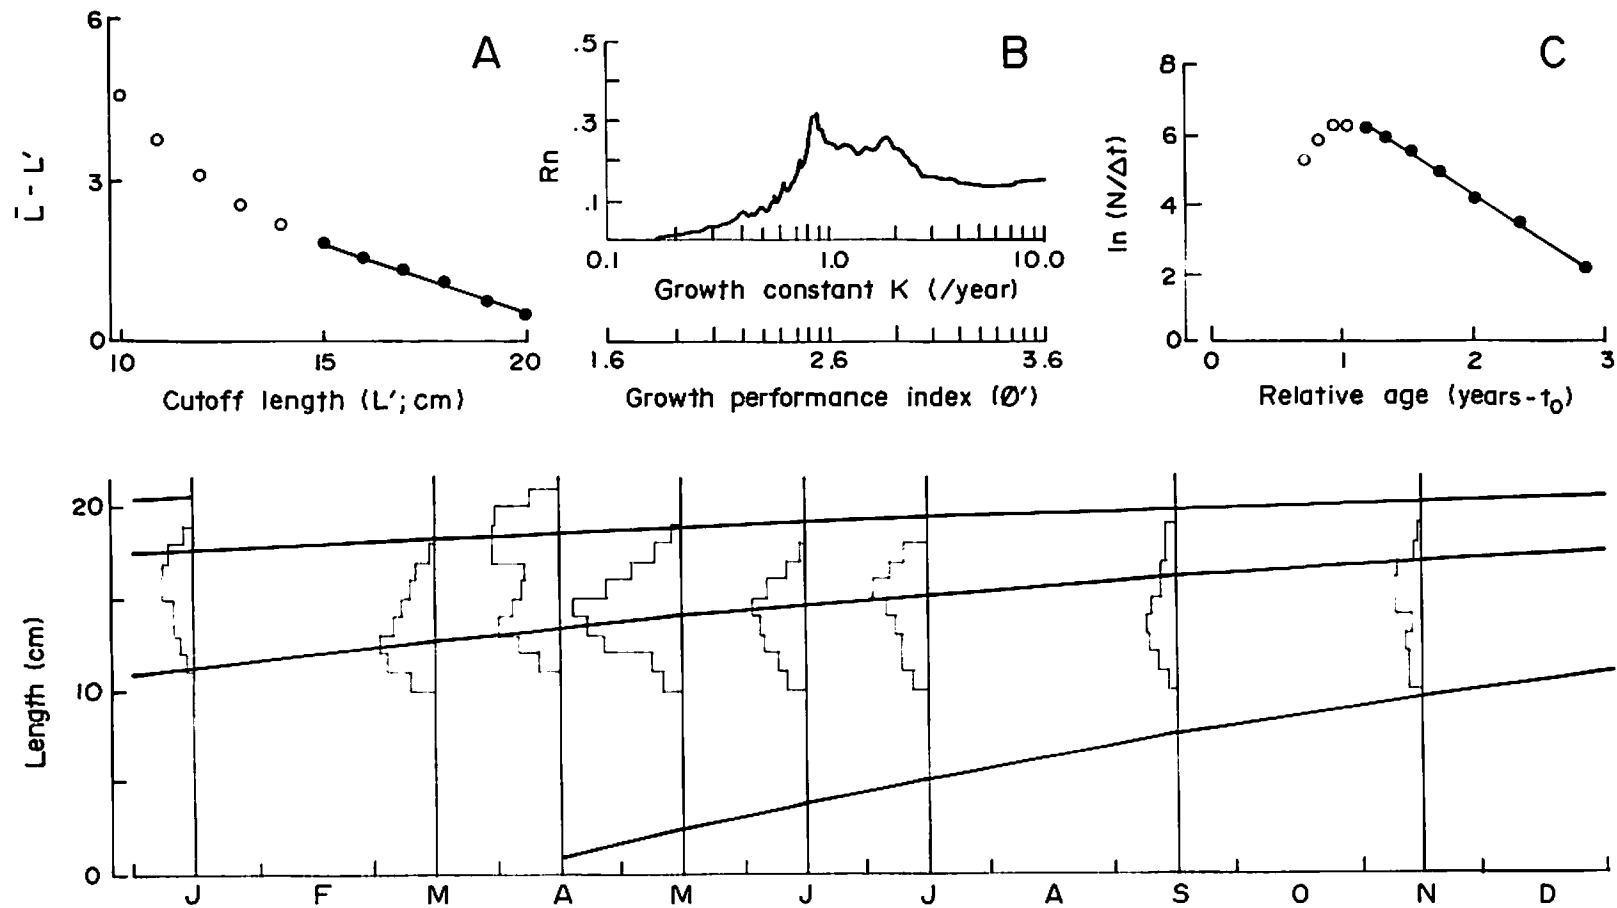 A
6
3
0
10
15
20
L̄ - L'
Cutoff length (L'; cm)
B
.5
.3
.1
Rn
0.1
1.0
10.0
Growth constant K (/year)
1.6
2.6
3.6
Growth performance index (Ø')
C
8
6
4
2
0
ln (N/Δt)
0
1
2
3
Relative age (years - t₀)
20
10
0
Length (cm)
J F M A M J J A S O N D